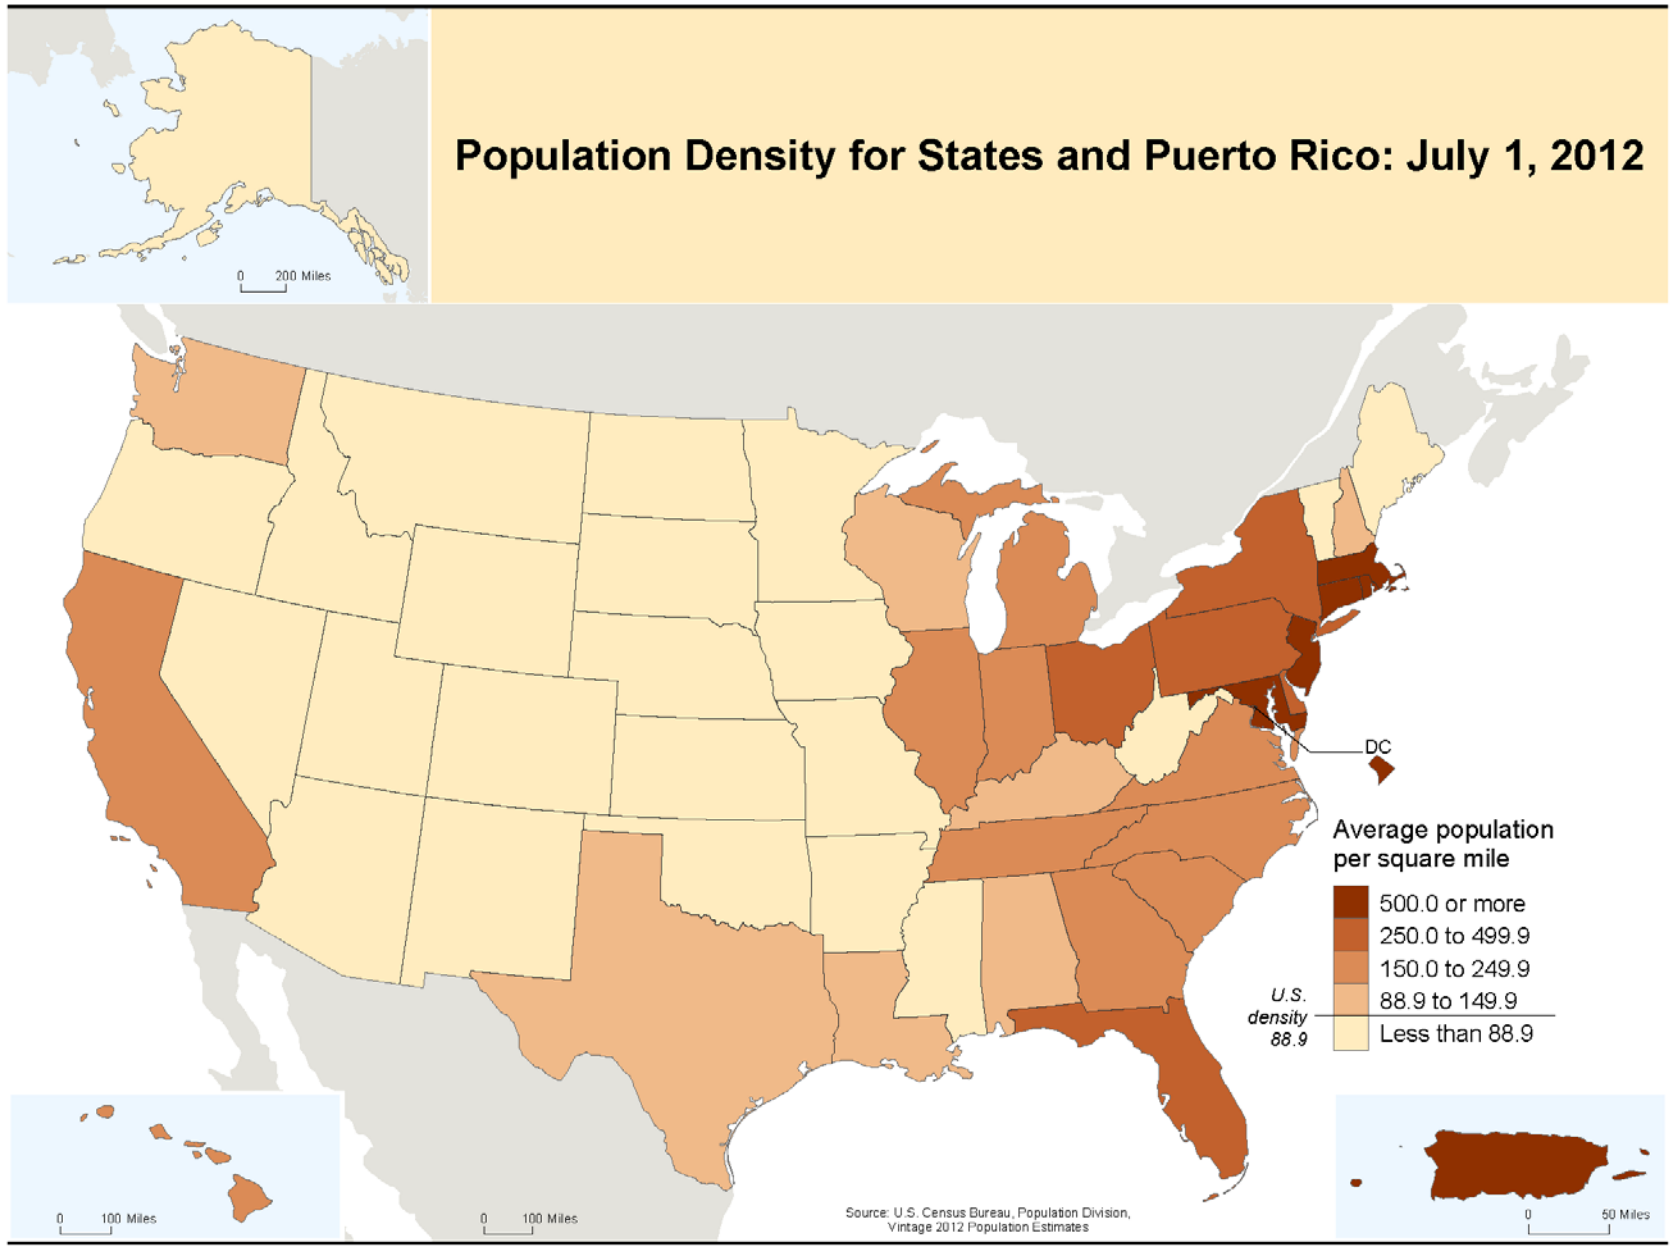 Population Density for States and Puerto Rico: July 1, 2012
0 200 Miles
DC
Average population
per square mile
500.0 or more
250.0 to 499.9
150.0 to 249.9
88.9 to 149.9
Less than 88.9
U.S.
density
88.9
0 100 Miles
0 100 Miles
Source: U.S. Census Bureau, Population Division,
Vintage 2012 Population Estimates
0 50 Miles